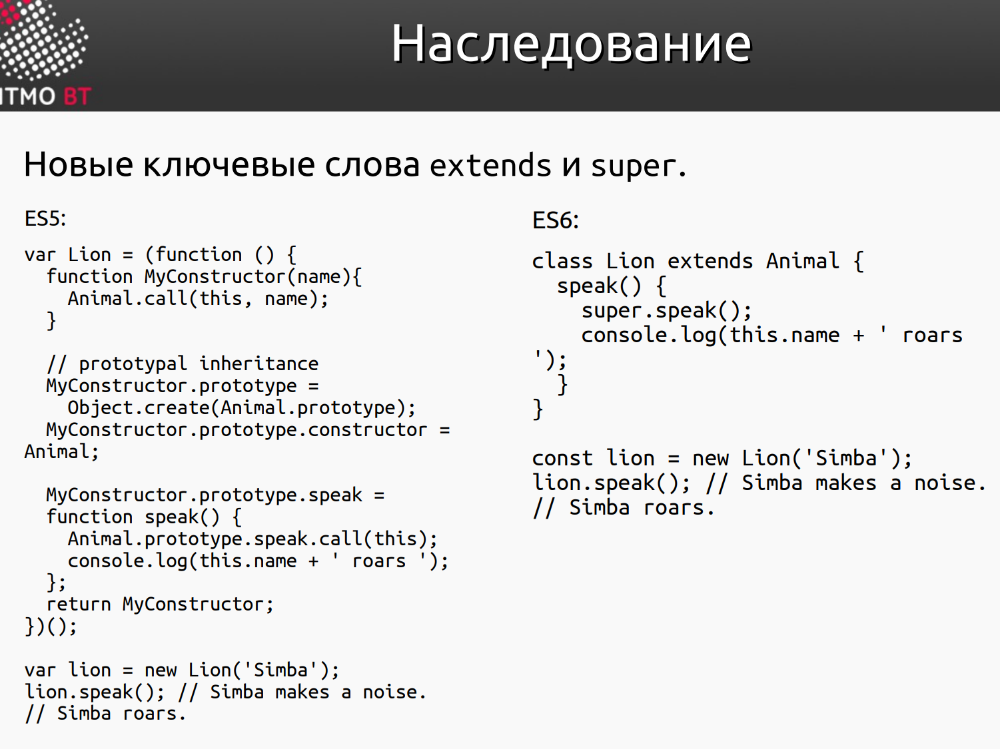 Наследование
ITMO BT
Новые ключевые слова extends и super.
ES5:
var Lion = (function () {
  function MyConstructor(name){
    Animal.call(this, name);
  }
  // prototypal inheritance
  MyConstructor.prototype =
    Object.create(Animal.prototype);
  MyConstructor.prototype.constructor =
Animal;
  MyConstructor.prototype.speak =
  function speak() {
    Animal.prototype.speak.call(this);
    console.log(this.name + ' roars ');
  };
  return MyConstructor;
})();
var lion = new Lion('Simba');
lion.speak(); // Simba makes a noise.
// Simba roars.
ES6:
class Lion extends Animal {
  speak() {
    super.speak();
    console.log(this.name + ' roars
');
  }
}
const lion = new Lion('Simba');
lion.speak(); // Simba makes a noise.
// Simba roars.